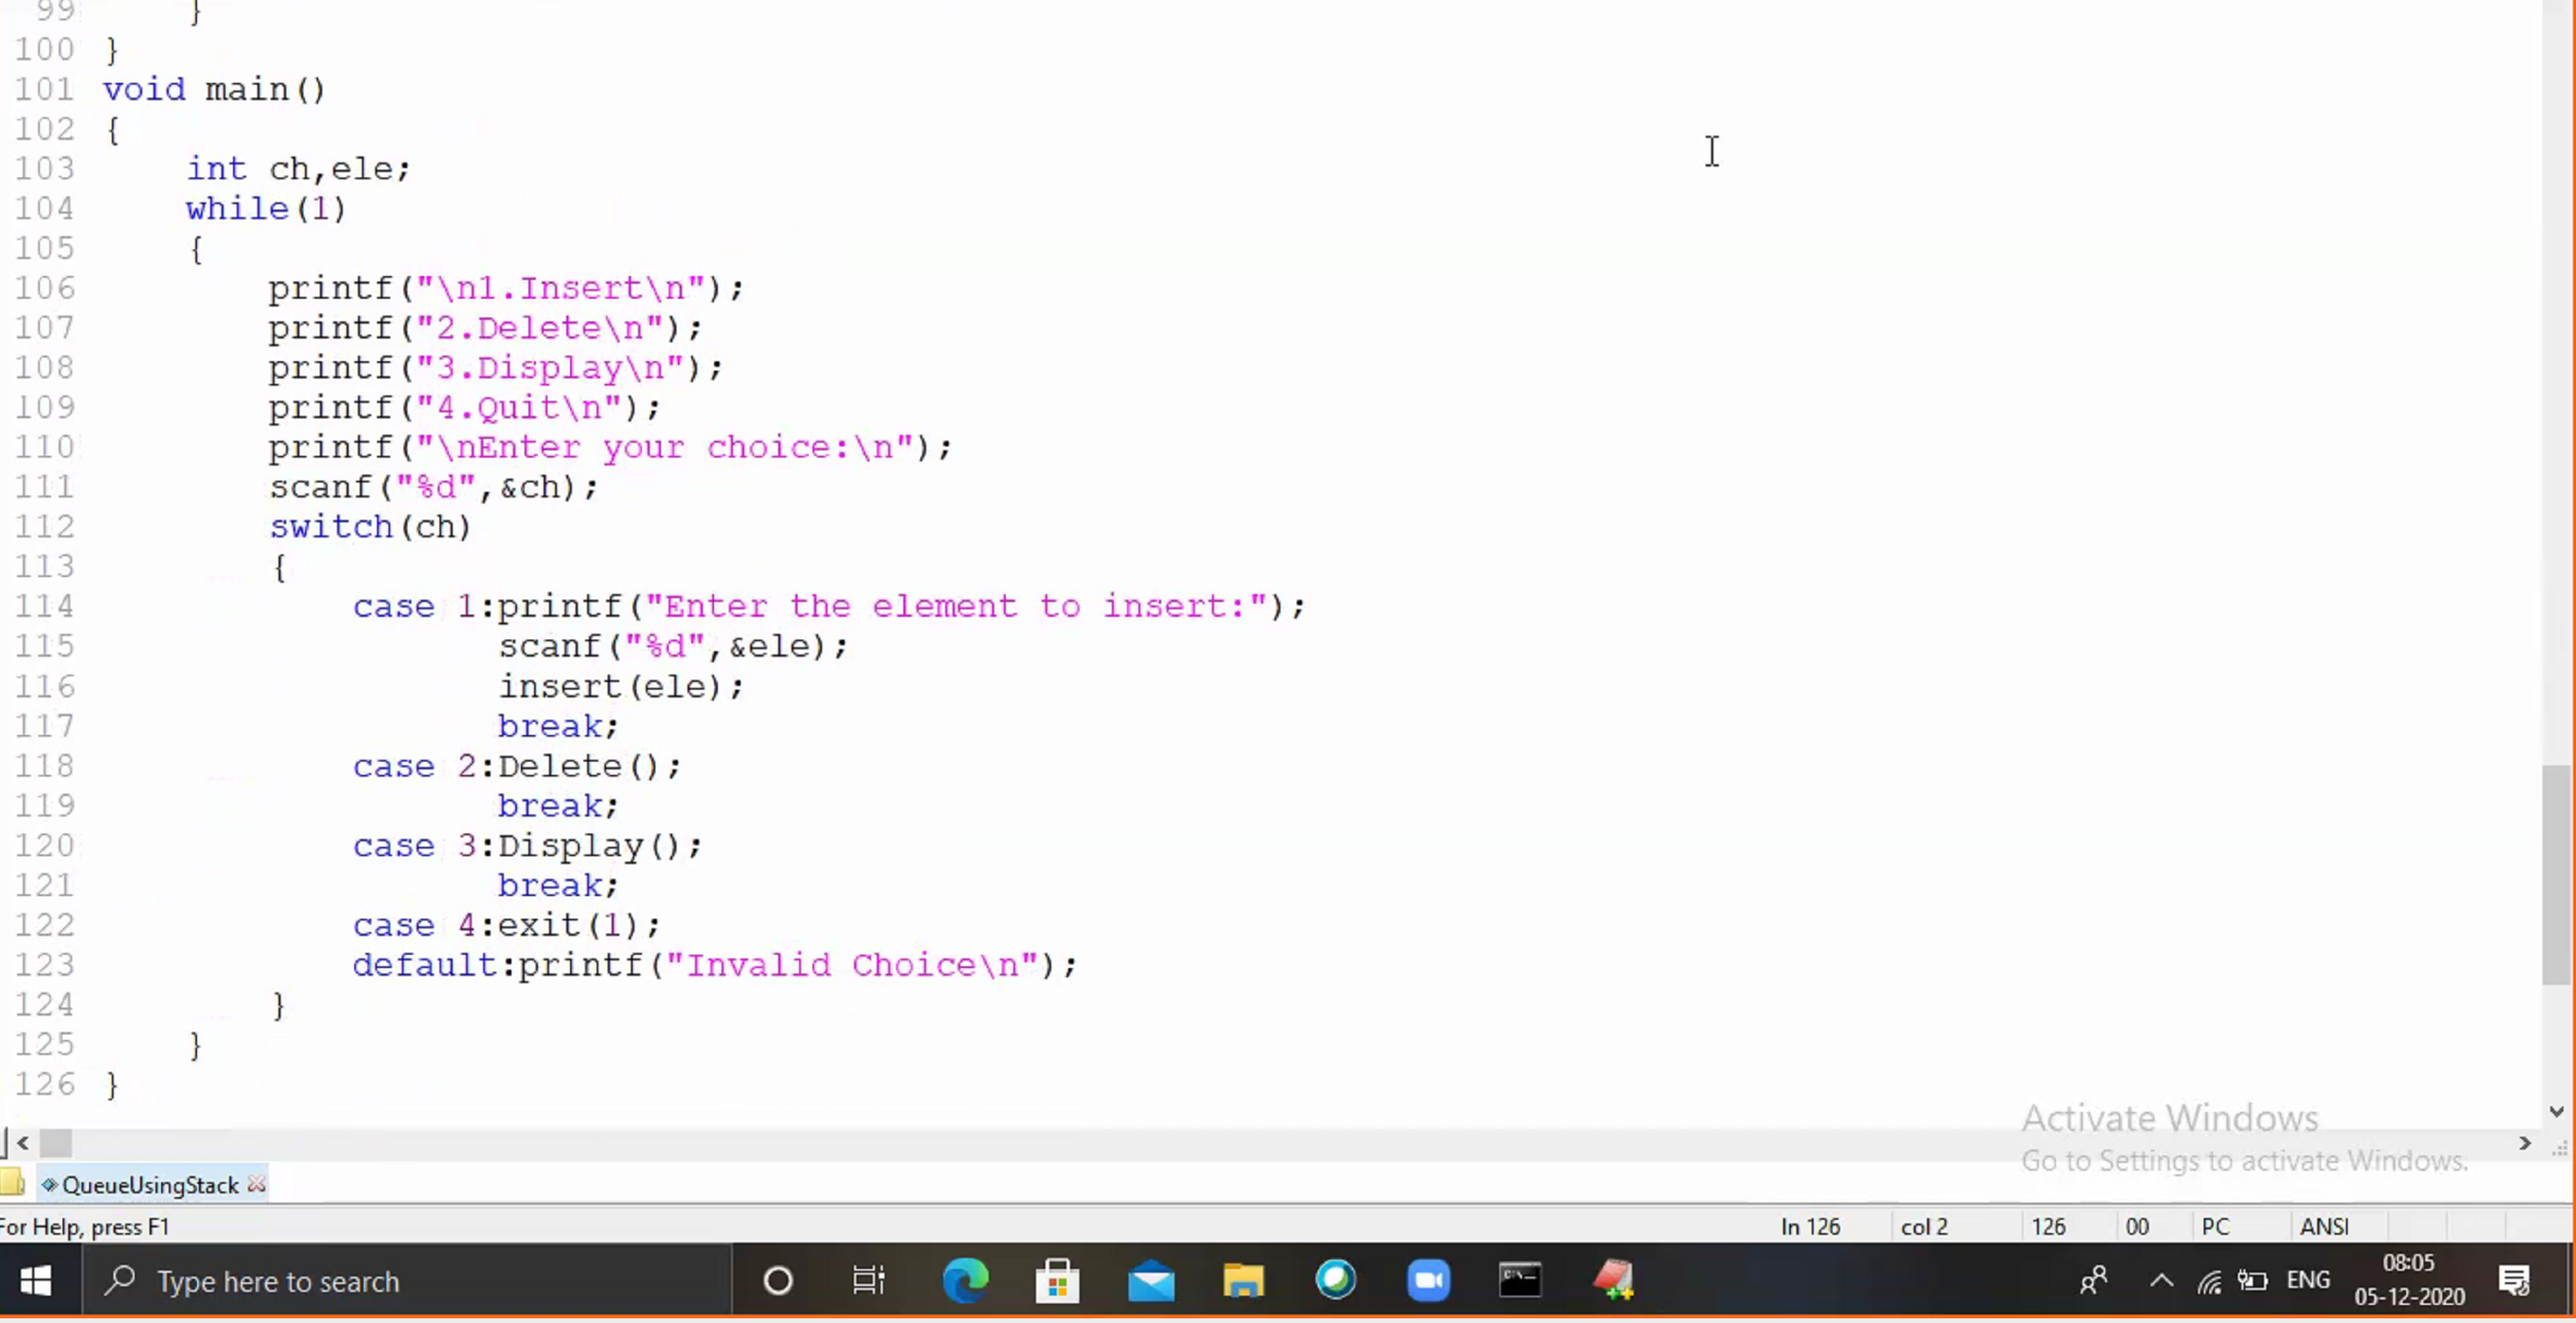 99         }
100 }
101 void main()
102 {
103     int ch,ele;
104     while(1)
105     {
106         printf("\n1.Insert\n");
107         printf("2.Delete\n");
108         printf("3.Display\n");
109         printf("4.Quit\n");
110         printf("\nEnter your choice:\n");
111         scanf("%d",&ch);
112         switch(ch)
113         {
114             case 1:printf("Enter the element to insert:");
115                    scanf("%d",&ele);
116                    insert(ele);
117                    break;
118             case 2:Delete();
119                    break;
120             case 3:Display();
121                    break;
122             case 4:exit(1);
123             default:printf("Invalid Choice\n");
124         }
125     }
126 }
Activate Windows
Go to Settings to activate Windows.
QueueUsingStack
For Help, press F1 ln 126 col 2 126 00 PC ANSI
Type here to search ENG 08:05
05-12-2020